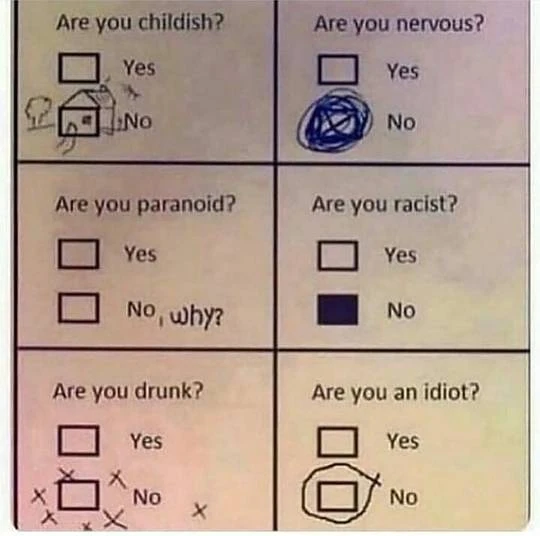 Are you childish?
Yes
No
Are you nervous?
Yes
No
Are you paranoid?
Yes
No, why?
Are you racist?
Yes
No
Are you drunk?
Yes
No
Are you an idiot?
Yes
No